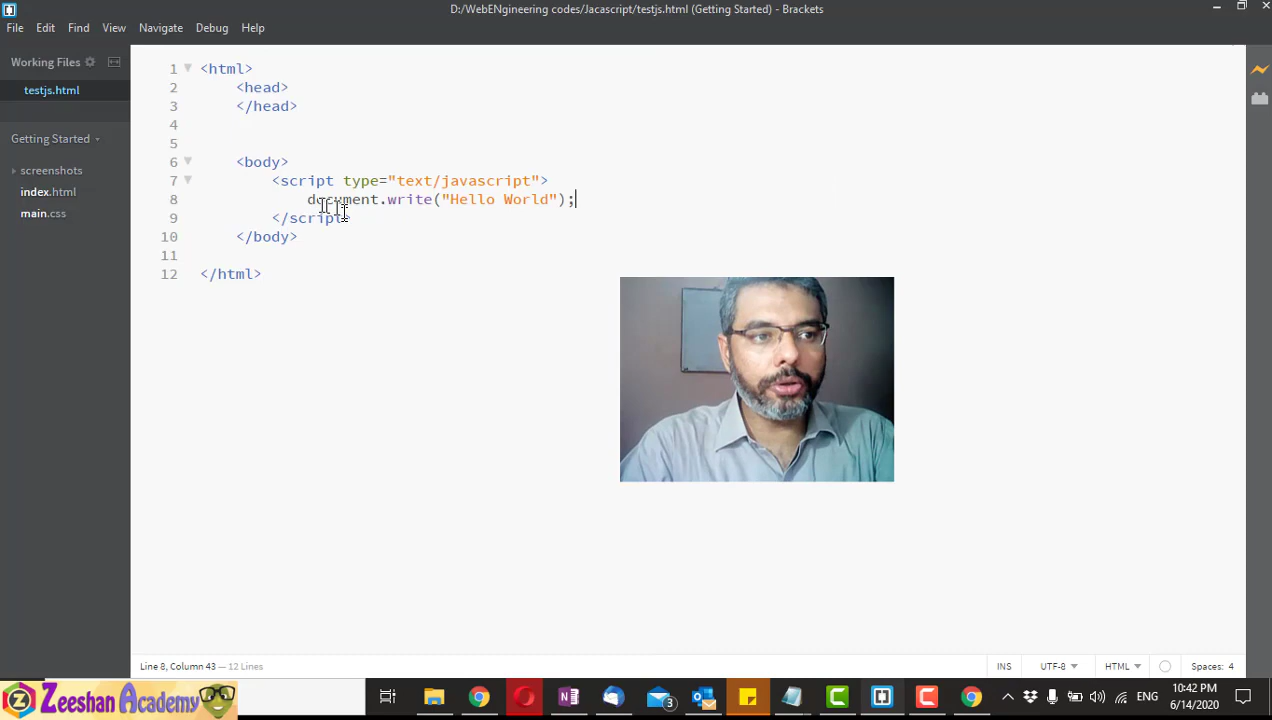 D:/WebENgineering codes/Jacascript/testjs.html (Getting Started) - Brackets
File Edit Find View Navigate Debug Help
Working Files
testjs.html
Getting Started
screenshots
index.html
main.css
1 <html>
2 <head>
3 </head>
4
5
6 <body>
7 <script type="text/javascript">
8 document.write("Hello World");
9 </script>
10 </body>
11
12 </html>
Line 8, Column 43 — 12 Lines
INS UTF-8 HTML Spaces: 4
Zeeshan Academy
3
ENG
10:42 PM
6/14/2020